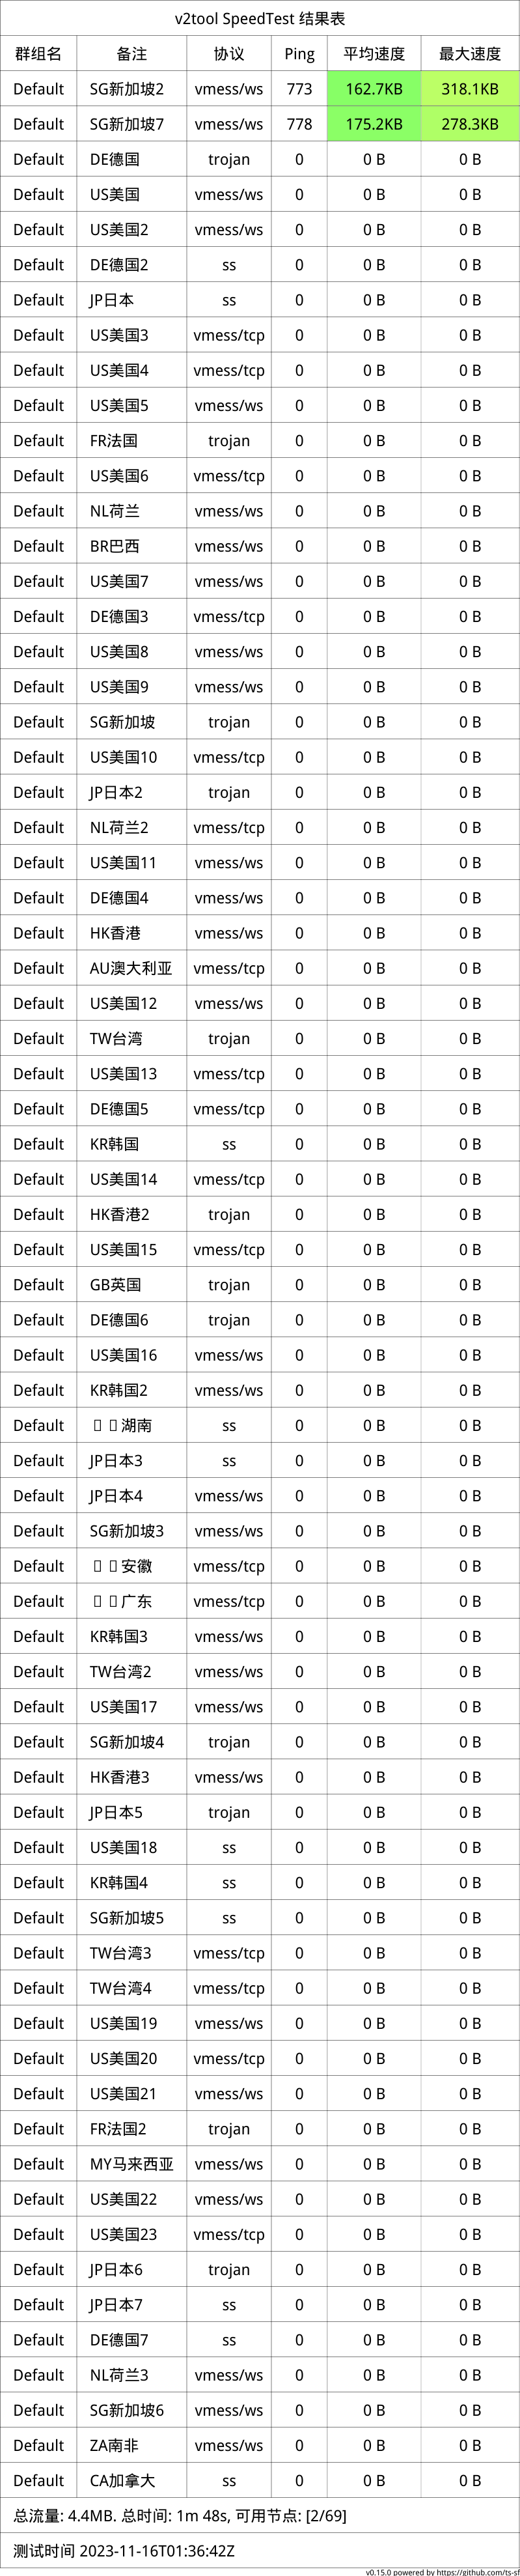 v2tool SpeedTest 结果表
群组名 备注 协议 Ping 平均速度 最大速度
Default SG新加坡2 vmess/ws 773 162.7KB 318.1KB
Default SG新加坡7 vmess/ws 778 175.2KB 278.3KB
Default DE德国 trojan 0 0 B 0 B
Default US美国 vmess/ws 0 0 B 0 B
Default US美国2 vmess/ws 0 0 B 0 B
Default DE德国2 ss 0 0 B 0 B
Default JP日本 ss 0 0 B 0 B
Default US美国3 vmess/tcp 0 0 B 0 B
Default US美国4 vmess/tcp 0 0 B 0 B
Default US美国5 vmess/ws 0 0 B 0 B
Default FR法国 trojan 0 0 B 0 B
Default US美国6 vmess/tcp 0 0 B 0 B
Default NL荷兰 vmess/ws 0 0 B 0 B
Default BR巴西 vmess/ws 0 0 B 0 B
Default US美国7 vmess/ws 0 0 B 0 B
Default DE德国3 vmess/tcp 0 0 B 0 B
Default US美国8 vmess/ws 0 0 B 0 B
Default US美国9 vmess/ws 0 0 B 0 B
Default SG新加坡 trojan 0 0 B 0 B
Default US美国10 vmess/tcp 0 0 B 0 B
Default JP日本2 trojan 0 0 B 0 B
Default NL荷兰2 vmess/tcp 0 0 B 0 B
Default US美国11 vmess/ws 0 0 B 0 B
Default DE德国4 vmess/ws 0 0 B 0 B
Default HK香港 vmess/ws 0 0 B 0 B
Default AU澳大利亚 vmess/tcp 0 0 B 0 B
Default US美国12 vmess/ws 0 0 B 0 B
Default TW台湾 trojan 0 0 B 0 B
Default US美国13 vmess/tcp 0 0 B 0 B
Default DE德国5 vmess/tcp 0 0 B 0 B
Default KR韩国 ss 0 0 B 0 B
Default US美国14 vmess/tcp 0 0 B 0 B
Default HK香港2 trojan 0 0 B 0 B
Default US美国15 vmess/tcp 0 0 B 0 B
Default GB英国 trojan 0 0 B 0 B
Default DE德国6 trojan 0 0 B 0 B
Default US美国16 vmess/ws 0 0 B 0 B
Default KR韩国2 vmess/ws 0 0 B 0 B
Default 湖南 ss 0 0 B 0 B
Default JP日本3 ss 0 0 B 0 B
Default JP日本4 vmess/ws 0 0 B 0 B
Default SG新加坡3 vmess/ws 0 0 B 0 B
Default 安徽 vmess/tcp 0 0 B 0 B
Default 广东 vmess/tcp 0 0 B 0 B
Default KR韩国3 vmess/ws 0 0 B 0 B
Default TW台湾2 vmess/ws 0 0 B 0 B
Default US美国17 vmess/ws 0 0 B 0 B
Default SG新加坡4 trojan 0 0 B 0 B
Default HK香港3 vmess/ws 0 0 B 0 B
Default JP日本5 trojan 0 0 B 0 B
Default US美国18 ss 0 0 B 0 B
Default KR韩国4 ss 0 0 B 0 B
Default SG新加坡5 ss 0 0 B 0 B
Default TW台湾3 vmess/tcp 0 0 B 0 B
Default TW台湾4 vmess/tcp 0 0 B 0 B
Default US美国19 vmess/ws 0 0 B 0 B
Default US美国20 vmess/tcp 0 0 B 0 B
Default US美国21 vmess/ws 0 0 B 0 B
Default FR法国2 trojan 0 0 B 0 B
Default MY马来西亚 vmess/ws 0 0 B 0 B
Default US美国22 vmess/ws 0 0 B 0 B
Default US美国23 vmess/tcp 0 0 B 0 B
Default JP日本6 trojan 0 0 B 0 B
Default JP日本7 ss 0 0 B 0 B
Default DE德国7 ss 0 0 B 0 B
Default NL荷兰3 vmess/ws 0 0 B 0 B
Default SG新加坡6 vmess/ws 0 0 B 0 B
Default ZA南非 vmess/ws 0 0 B 0 B
Default CA加拿大 ss 0 0 B 0 B
总流量: 4.4MB. 总时间: 1m 48s, 可用节点: [2/69]
测试时间 2023-11-16T01:36:42Z
v0.15.0 powered by https://github.com/ts-sf